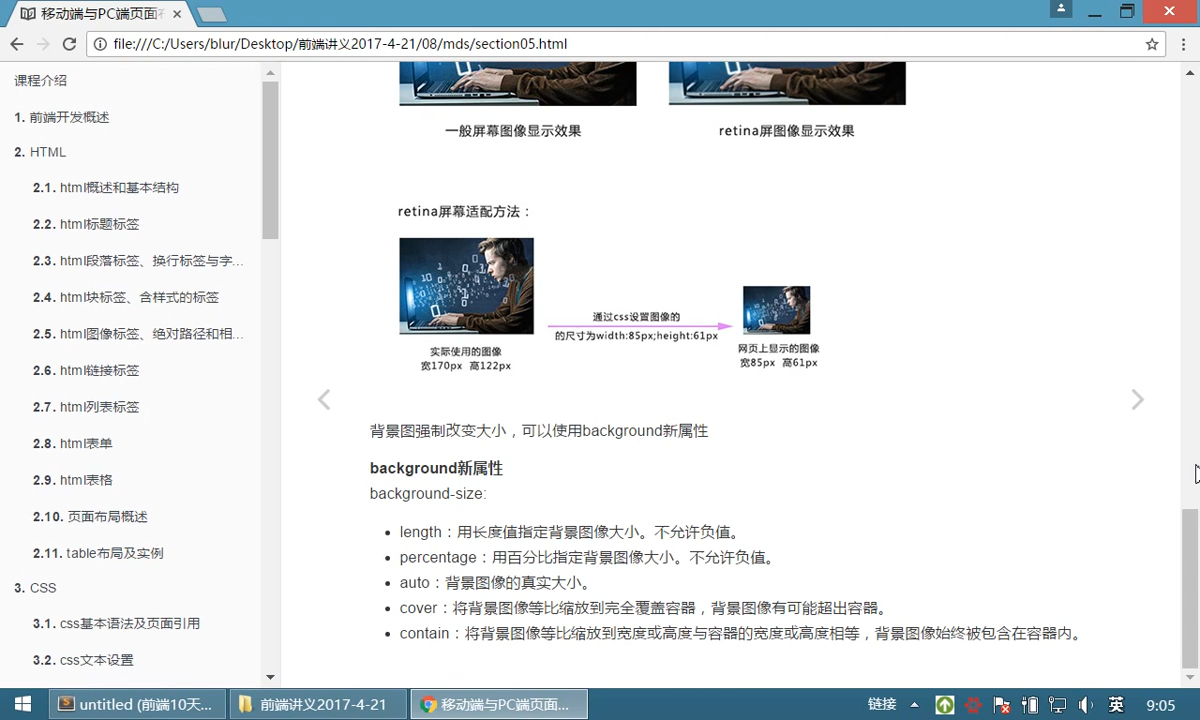 移动端与PC端页面
file:///C:/Users/blur/Desktop/前端讲义2017-4-21/08/mds/section05.html
课程介绍
1. 前端开发概述
2. HTML
2.1. html概述和基本结构
2.2. html标题标签
2.3. html段落标签、换行标签与字...
2.4. html块标签、含样式的标签
2.5. html图像标签、绝对路径和相...
2.6. html链接标签
2.7. html列表标签
2.8. html表单
2.9. html表格
2.10. 页面布局概述
2.11. table布局及实例
3. CSS
3.1. css基本语法及页面引用
3.2. css文本设置
一般屏幕图像显示效果
retina屏图像显示效果
retina屏幕适配方法：
通过css设置图像的
的尺寸为width:85px;height:61px
实际使用的图像
宽170px 高122px
网页上显示的图像
宽85px 高61px
背景图强制改变大小，可以使用background新属性
background新属性
background-size:
length：用长度值指定背景图像大小。不允许负值。
percentage：用百分比指定背景图像大小。不允许负值。
auto：背景图像的真实大小。
cover：将背景图像等比缩放到完全覆盖容器，背景图像有可能超出容器。
contain：将背景图像等比缩放到宽度或高度与容器的宽度或高度相等，背景图像始终被包含在容器内。
untitled (前端10天...
前端讲义2017-4-21
移动端与PC端页面...
链接
英
9:05